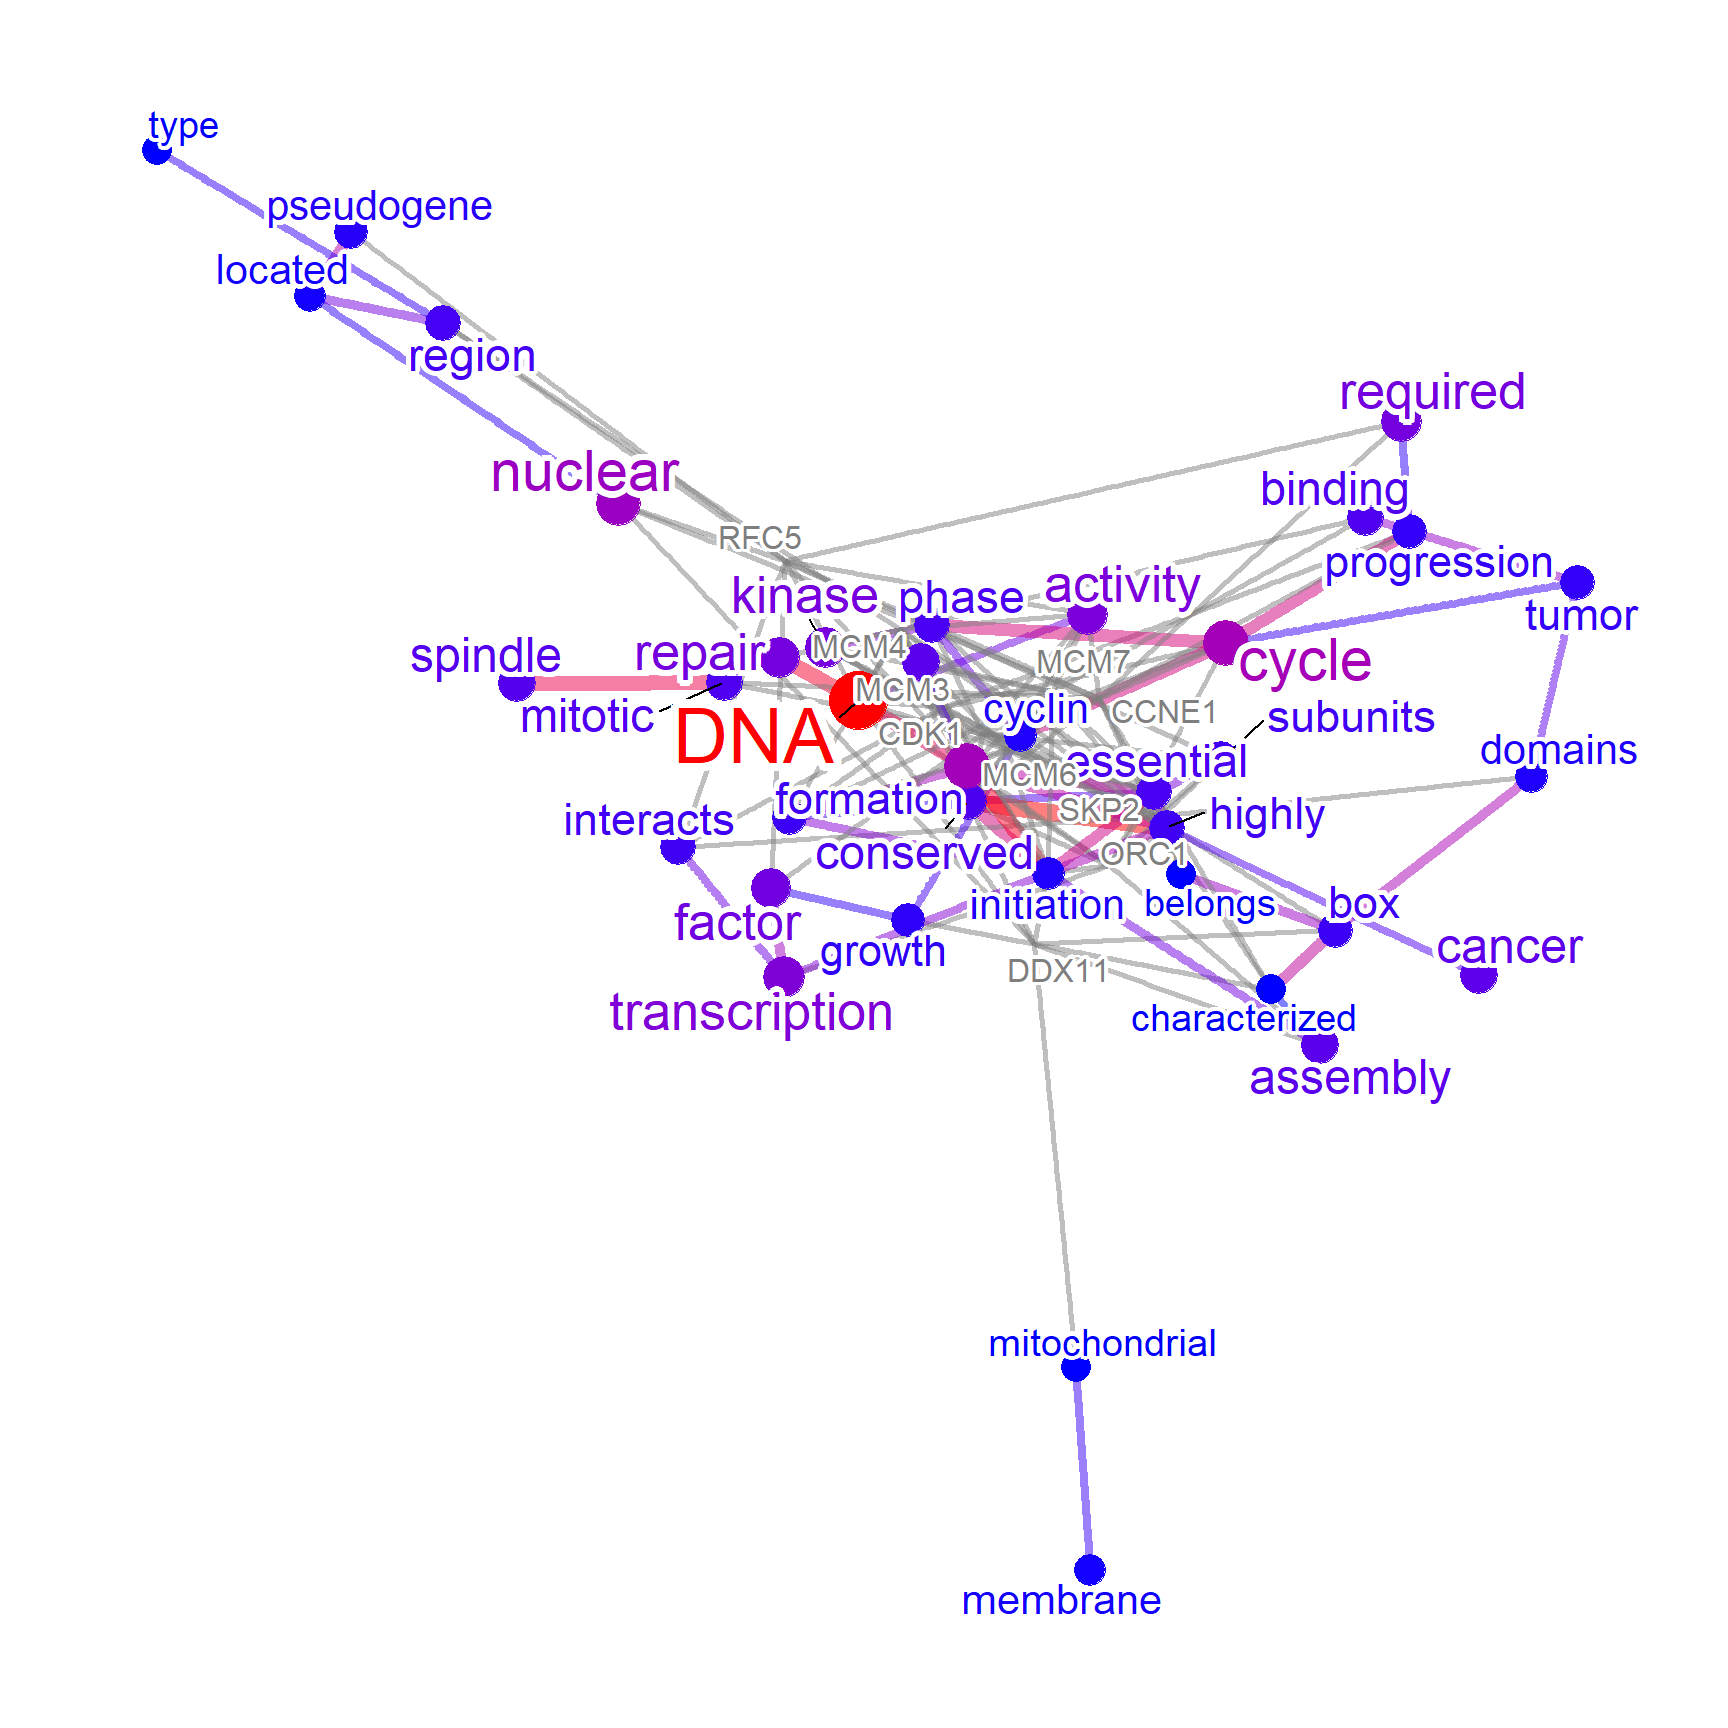 type
pseudogene
located
region
required
nuclear
binding
RFC5
progression
kinase
phase
activity
tumor
MCM4
spindle
repair
MCM7
cycle
MCM3
mitotic
cyclin
CCNE1
subunits
DNA
CDK1
essential
domains
MCM6
formation
SKP2
interacts
highly
conserved
ORC1
initiation
belongs
box
factor
growth
cancer
DDX11
transcription
characterized
assembly
mitochondrial
membrane